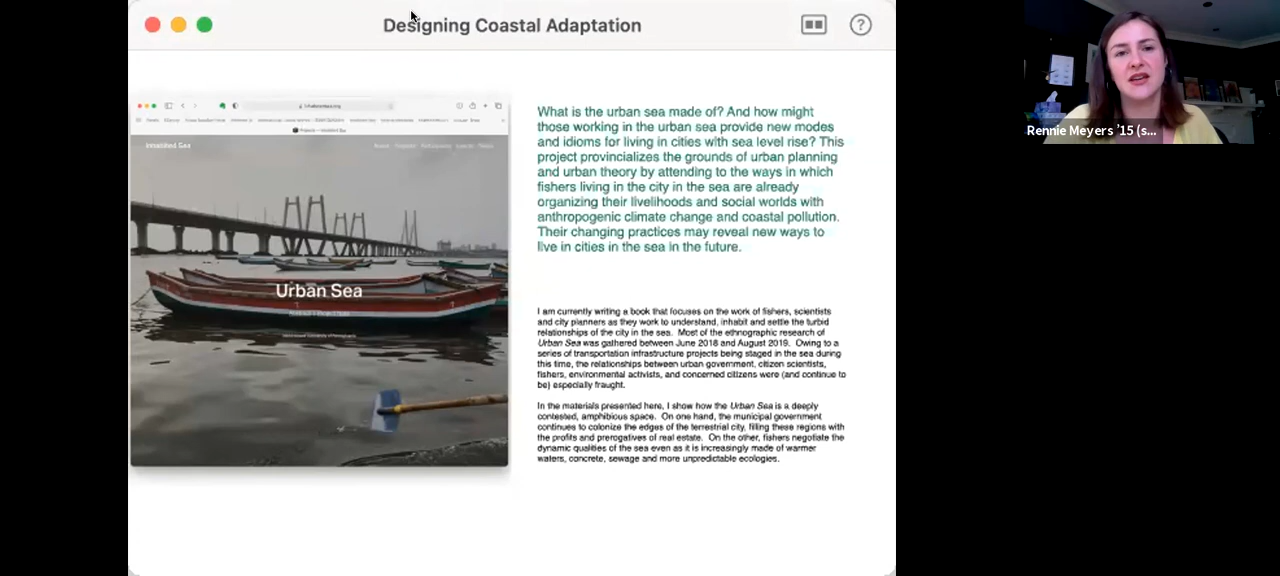 Designing Coastal Adaptation
Inhabited Sea
Urban Sea
What is the urban sea made of? And how might
those working in the urban sea provide new modes
and idioms for living in cities with sea level rise? This
project provincializes the grounds of urban planning
and urban theory by attending to the ways in which
fishers living in the city in the sea are already
organizing their livelihoods and social worlds with
anthropogenic climate change and coastal pollution.
Their changing practices may reveal new ways to
live in cities in the sea in the future.
I am currently writing a book that focuses on the work of fishers, scientists
and city planners as they work to understand, inhabit and settle the turbid
relationships of the city in the sea. Most of the ethnographic research of
Urban Sea was gathered between June 2018 and August 2019. Owing to a
series of transportation infrastructure projects being staged in the sea during
this time, the relationships between urban government, citizen scientists,
fishers, environmental activists, and concerned citizens were (and continue to
be) especially fraught.
In the materials presented here, I show how the Urban Sea is a deeply
contested, amphibious space. On one hand, the municipal government
continues to colonize the edges of the terrestrial city, filling these regions with
the profits and prerogatives of real estate. On the other, fishers negotiate the
dynamic qualities of the sea even as it is increasingly made of warmer
waters, concrete, sewage and more unpredictable ecologies.
Rennie Meyers '15 (s...